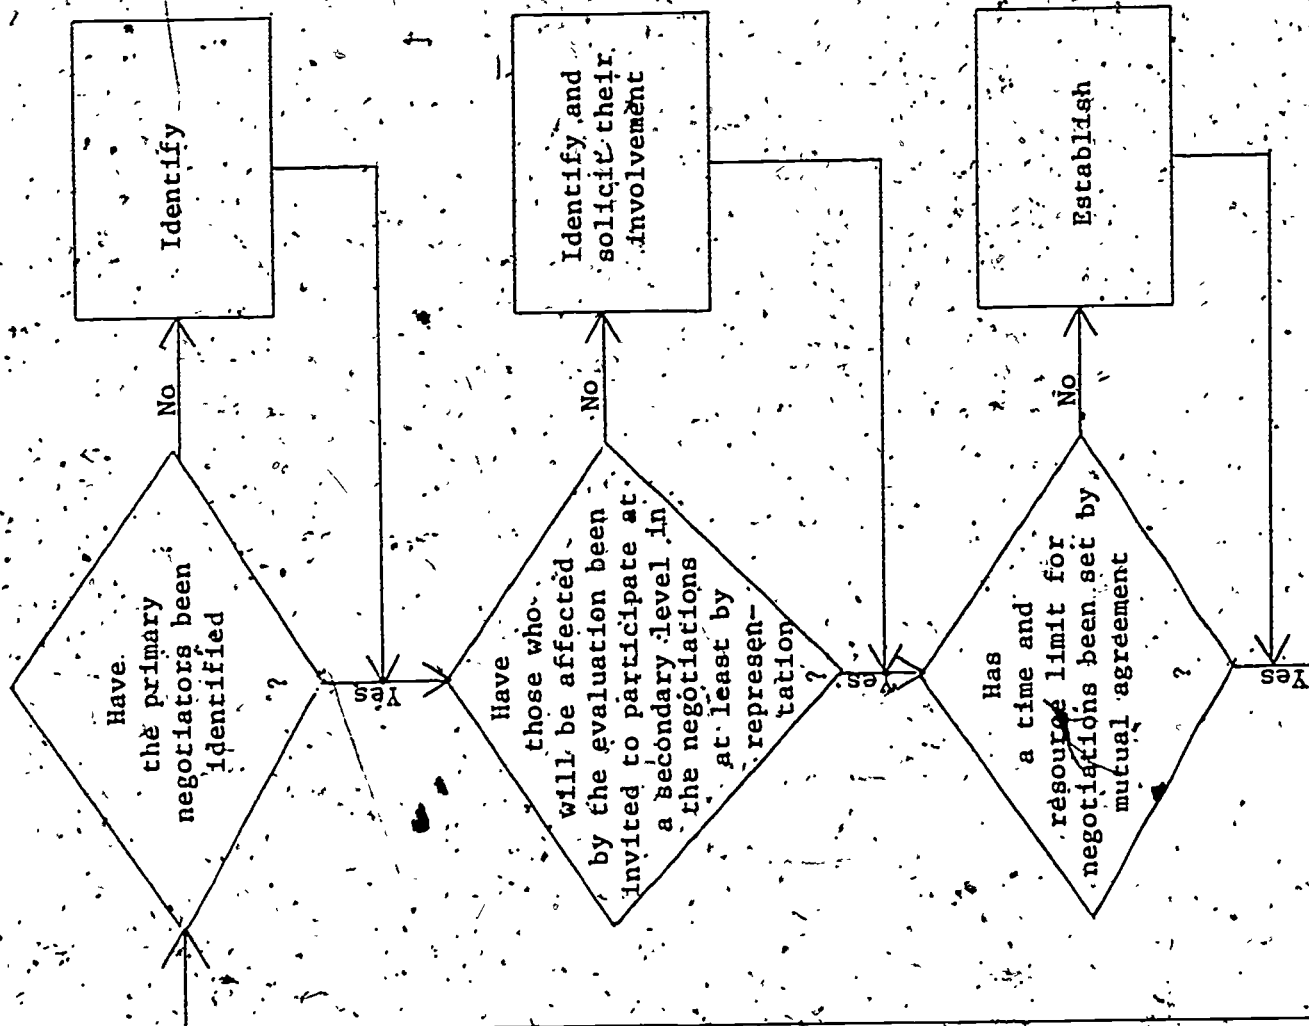 Have
the primary
negotiators been
identified
?
No
Identify
Yes
Have
those who
will be affected
by the evaluation been
invited to participate at
a secondary level in
the negotiations
at least by
represen-
tation
?
No
Identify and
solicit their
involvement
Yes
Has
a time and
resource limit for
negotiations been set by
mutual agreement
?
No
Establish
Yes